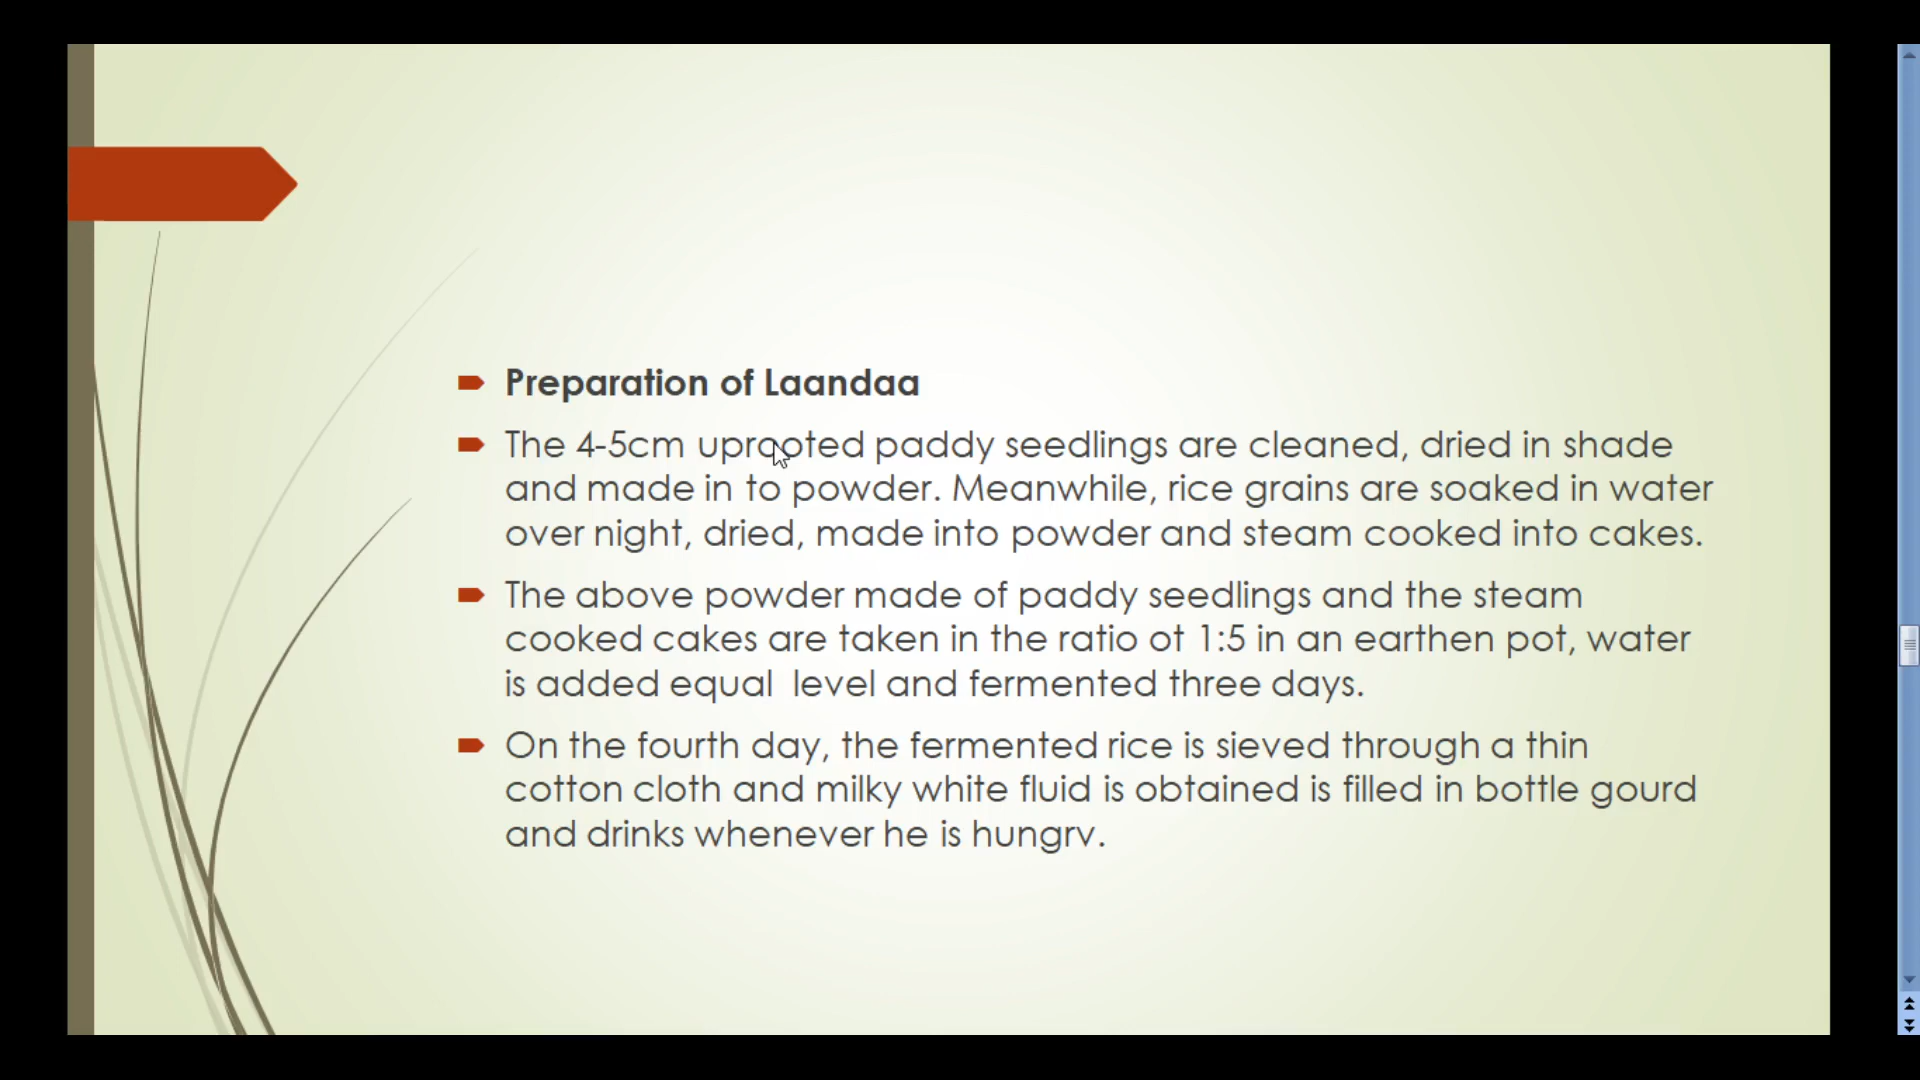 Preparation of Laandaa
The 4-5cm uprooted paddy seedlings are cleaned, dried in shade
and made in to powder. Meanwhile, rice grains are soaked in water
over night, dried, made into powder and steam cooked into cakes.
The above powder made of paddy seedlings and the steam
cooked cakes are taken in the ratio of 1:5 in an earthen pot, water
is added equal level and fermented three days.
On the fourth day, the fermented rice is sieved through a thin
cotton cloth and milky white fluid is obtained is filled in bottle gourd
and drinks whenever he is hungry.